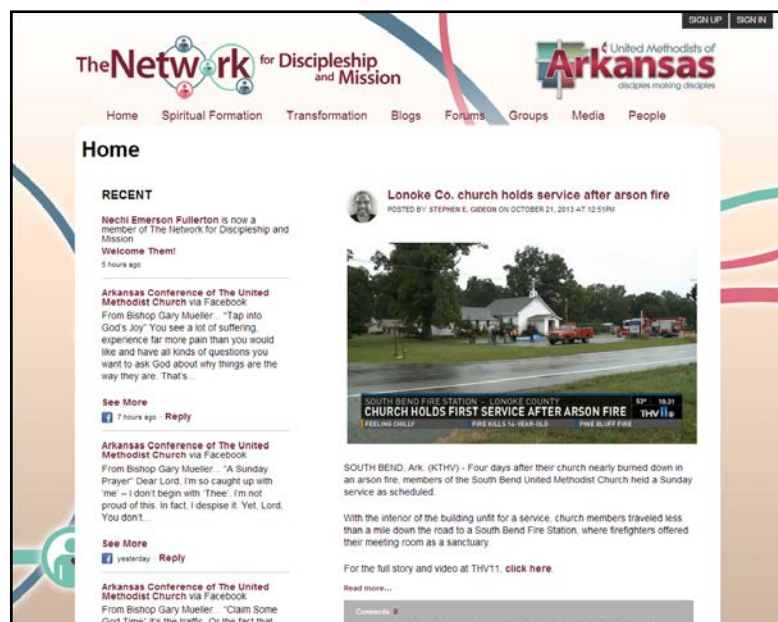 SIGN UP SIGN IN
The Network for Discipleship
and Mission
United Methodists of
Arkansas
disciples making disciples
Home Spiritual Formation Transformation Blogs Forums Groups Media People
Home
RECENT
Nechi Emerson Fullerton is now a
member of The Network for Discipleship and
Mission
Welcome Them!
5 hours ago
Arkansas Conference of The United
Methodist Church via Facebook
From Bishop Gary Mueller... “Tap into
God's Joy” You see a lot of suffering,
experience far more pain than you would
like and have all kinds of questions you
want to ask God about why things are the
way they are. That's…
See More
7 hours ago · Reply
Arkansas Conference of The United
Methodist Church via Facebook
From Bishop Gary Mueller... “A Sunday
Prayer” Dear Lord, I'm so caught up with
'me' – I don't begin with 'Thee'. I'm not
proud of this. In fact, I despise it. Yet, Lord,
You don't…
See More
yesterday · Reply
Arkansas Conference of The United
Methodist Church via Facebook
From Bishop Gary Mueller... “Claim Some
God Time” It's the traffic. Or the fact that
Lonoke Co. church holds service after arson fire
POSTED BY STEPHEN E. GIDEON ON OCTOBER 21, 2013 AT 12:51PM
SOUTH BEND FIRE STATION - LONOKE COUNTY 53° 10:31
CHURCH HOLDS FIRST SERVICE AFTER ARSON FIRE THV11
FEELING CHILLY FIRE KILLS 14-YEAR-OLD PINE BLUFF FIRE
SOUTH BEND, Ark. (KTHV) - Four days after their church nearly burned down in
an arson fire, members of the South Bend United Methodist Church held a Sunday
service as scheduled.
With the interior of the building unfit for a service, church members traveled less
than a mile down the road to a South Bend Fire Station, where firefighters offered
their meeting room as a sanctuary.
For the full story and video at THV11, click here.
Read more...
Comments: 0